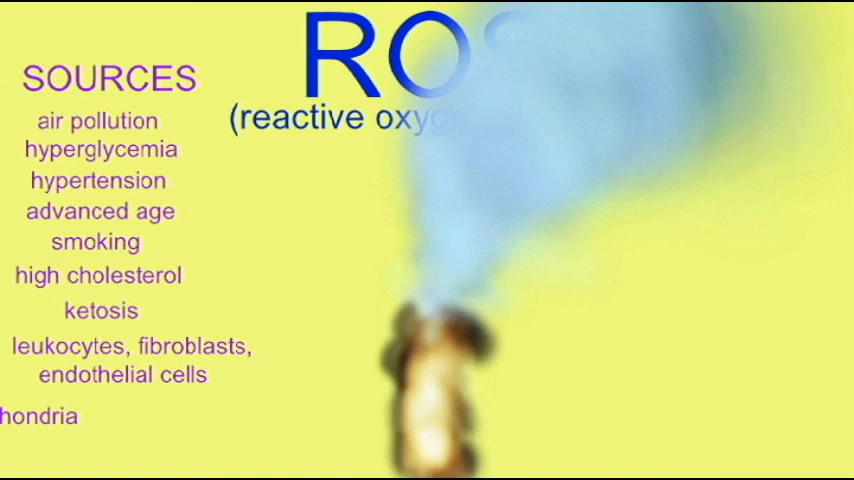 ROS
SOURCES
(reactive oxyg
air pollution
hyperglycemia
hypertension
advanced age
smoking
high cholesterol
ketosis
leukocytes, fibroblasts,
endothelial cells
hondria